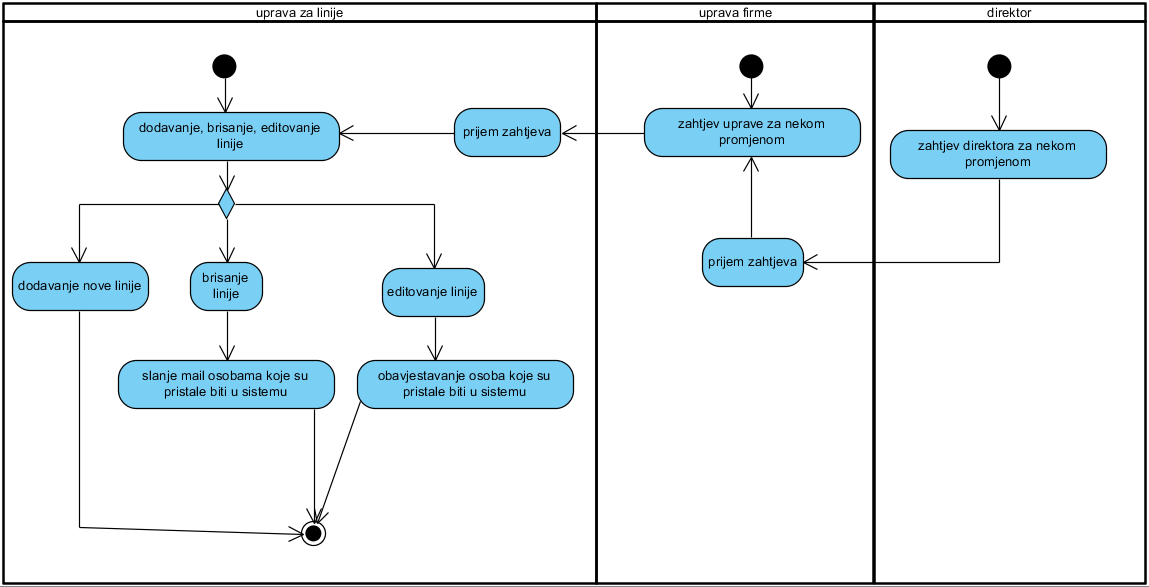 uprava za linije
uprava firme
direktor
dodavanje, brisanje, editovanje
linije
prijem zahtjeva
zahtjev uprave za nekom
promjenom
zahtjev direktora za nekom
promjenom
prijem zahtjeva
dodavanje nove linije
brisanje
linije
editovanje linije
slanje mail osobama koje su
pristale biti u sistemu
obavjestavanje osoba koje su
pristale biti u sistemu